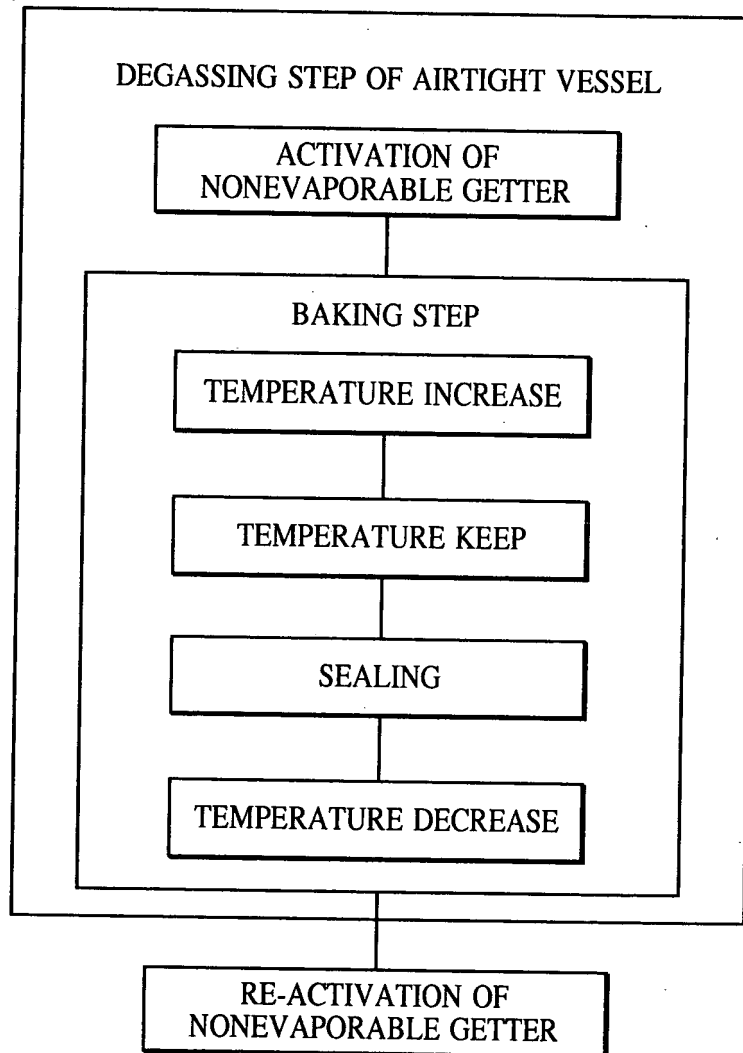 DEGASSING STEP OF AIRTIGHT VESSEL
ACTIVATION OF
NONEVAPORABLE GETTER
BAKING STEP
TEMPERATURE INCREASE
TEMPERATURE KEEP
SEALING
TEMPERATURE DECREASE
RE-ACTIVATION OF
NONEVAPORABLE GETTER